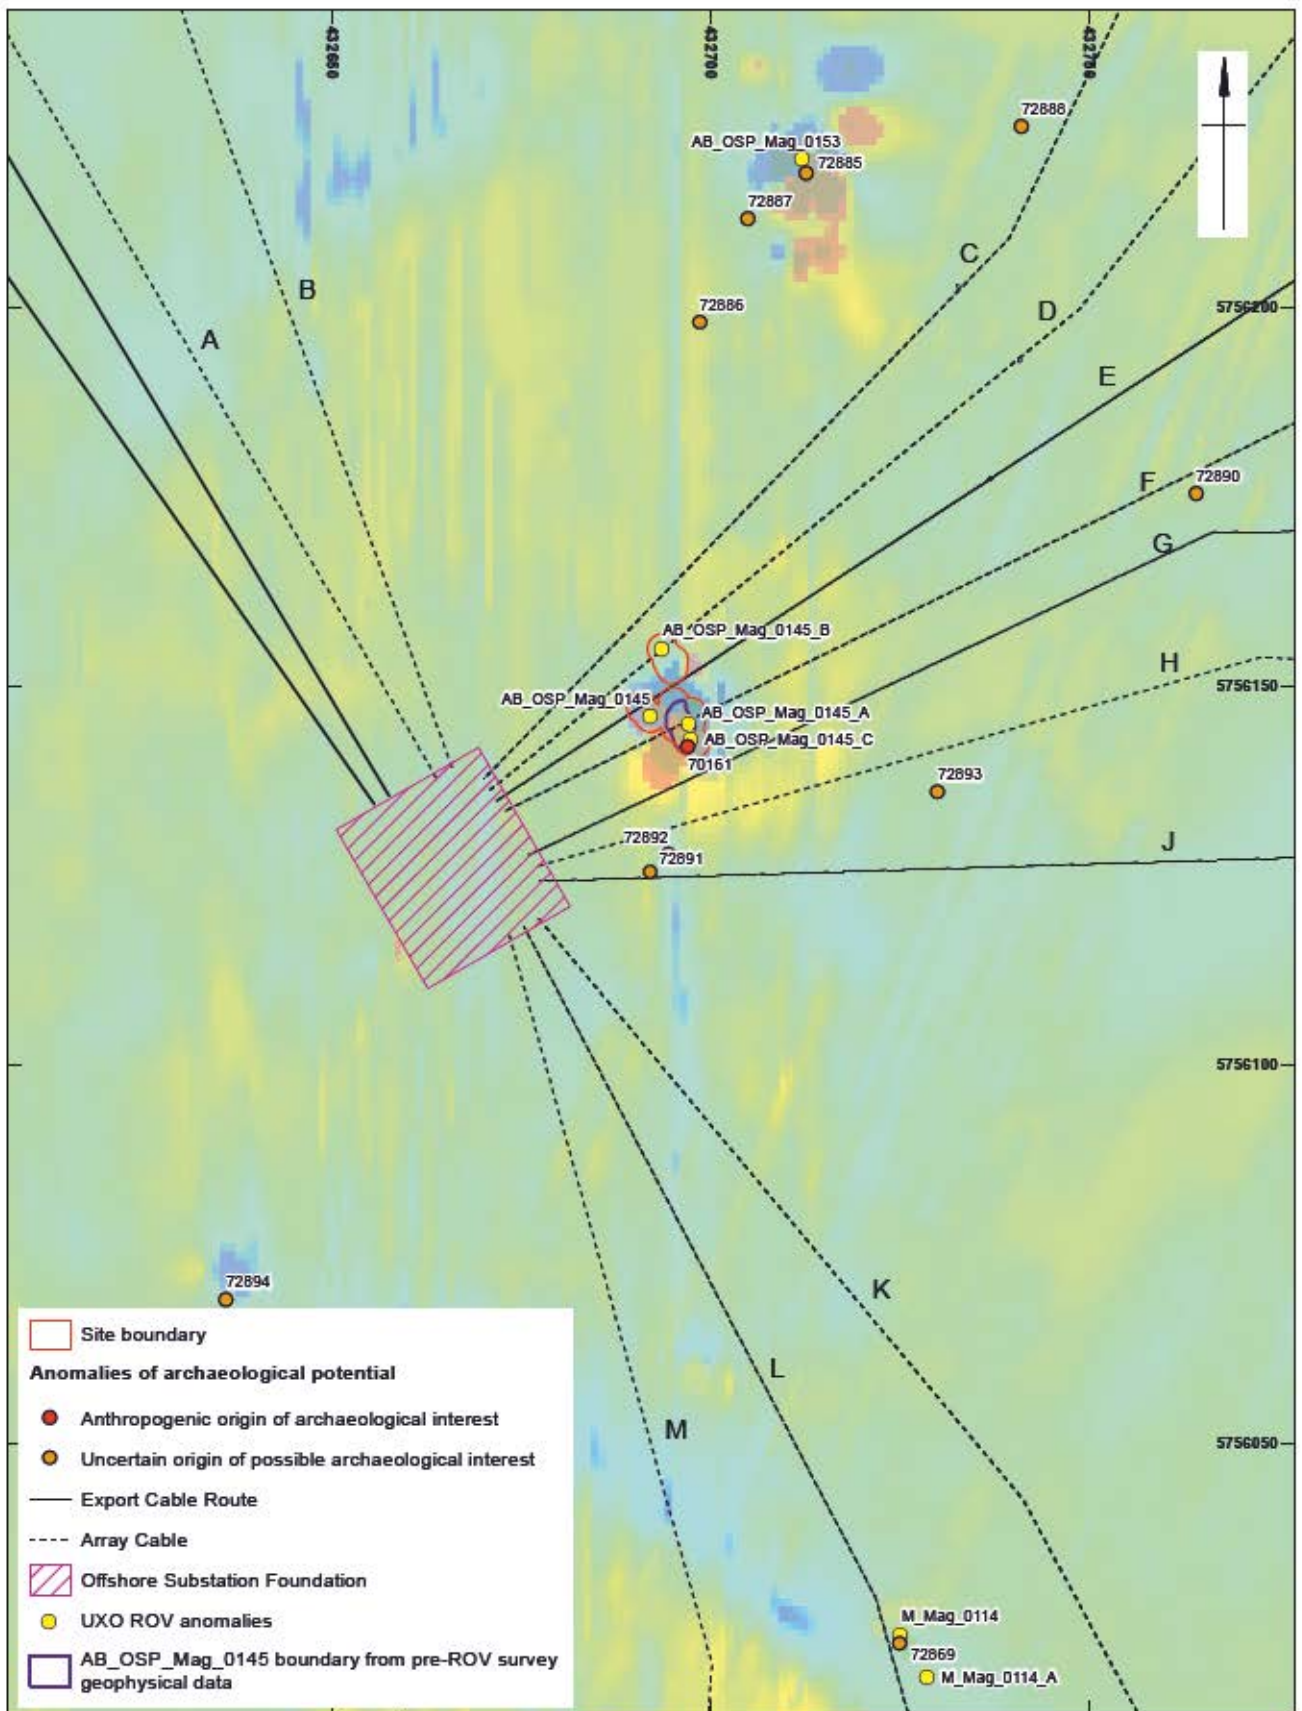 432650
432700
432750
72888
AB_OSP_Mag_0153
72885
72887
C
B
72886
5756200
D
A
E
72890
F
G
AB_OSP_Mag_0145_B
H
5756150
AB_OSP_Mag_0145
AB_OSP_Mag_0145_A
AB_OSP_Mag_0145_C
70161
72893
72892
J
72891
5756100
72894
K
Site boundary
L
Anomalies of archaeological potential
Anthropogenic origin of archaeological interest
M
5756050
Uncertain origin of possible archaeological interest
Export Cable Route
Array Cable
Offshore Substation Foundation
UXO ROV anomalies
M_Mag_0114
72869
AB_OSP_Mag_0145 boundary from pre-ROV survey
geophysical data
M_Mag_0114_A